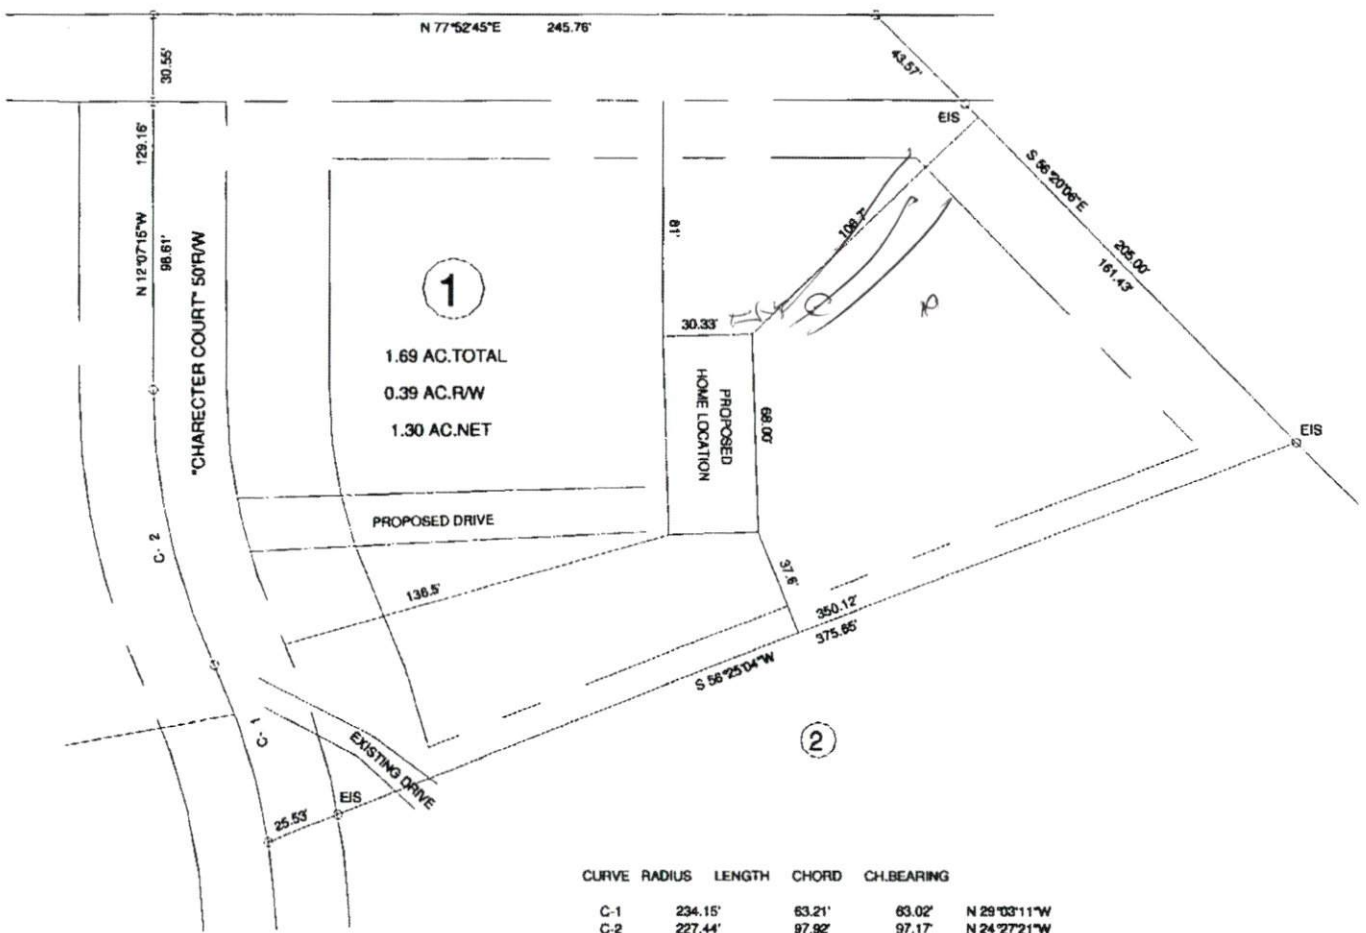 N 77°52'45"E 245.76'
30.55'
43.57'
EIS
N 12°07'15"W 129.16'
98.61'
"CHARECTER COURT" 50'R/W
S 56°20'06"E
205.00'
161.43'
81'
108.7'
1
30.33'
1.69 AC.TOTAL
0.39 AC.R/W
1.30 AC.NET
PROPOSED
HOME LOCATION
68.00'
EIS
PROPOSED DRIVE
C- 2
136.5'
37.6'
350.12'
375.65'
S 56°25'04"W
C- 1
EXISTING DRIVE
2
EIS
25.53'
CURVE RADIUS LENGTH CHORD CH.BEARING
C-1 234.15' 63.21' 63.02' N 29°03'11"W
C-2 227.44' 97.92' 97.17' N 24°27'21"W